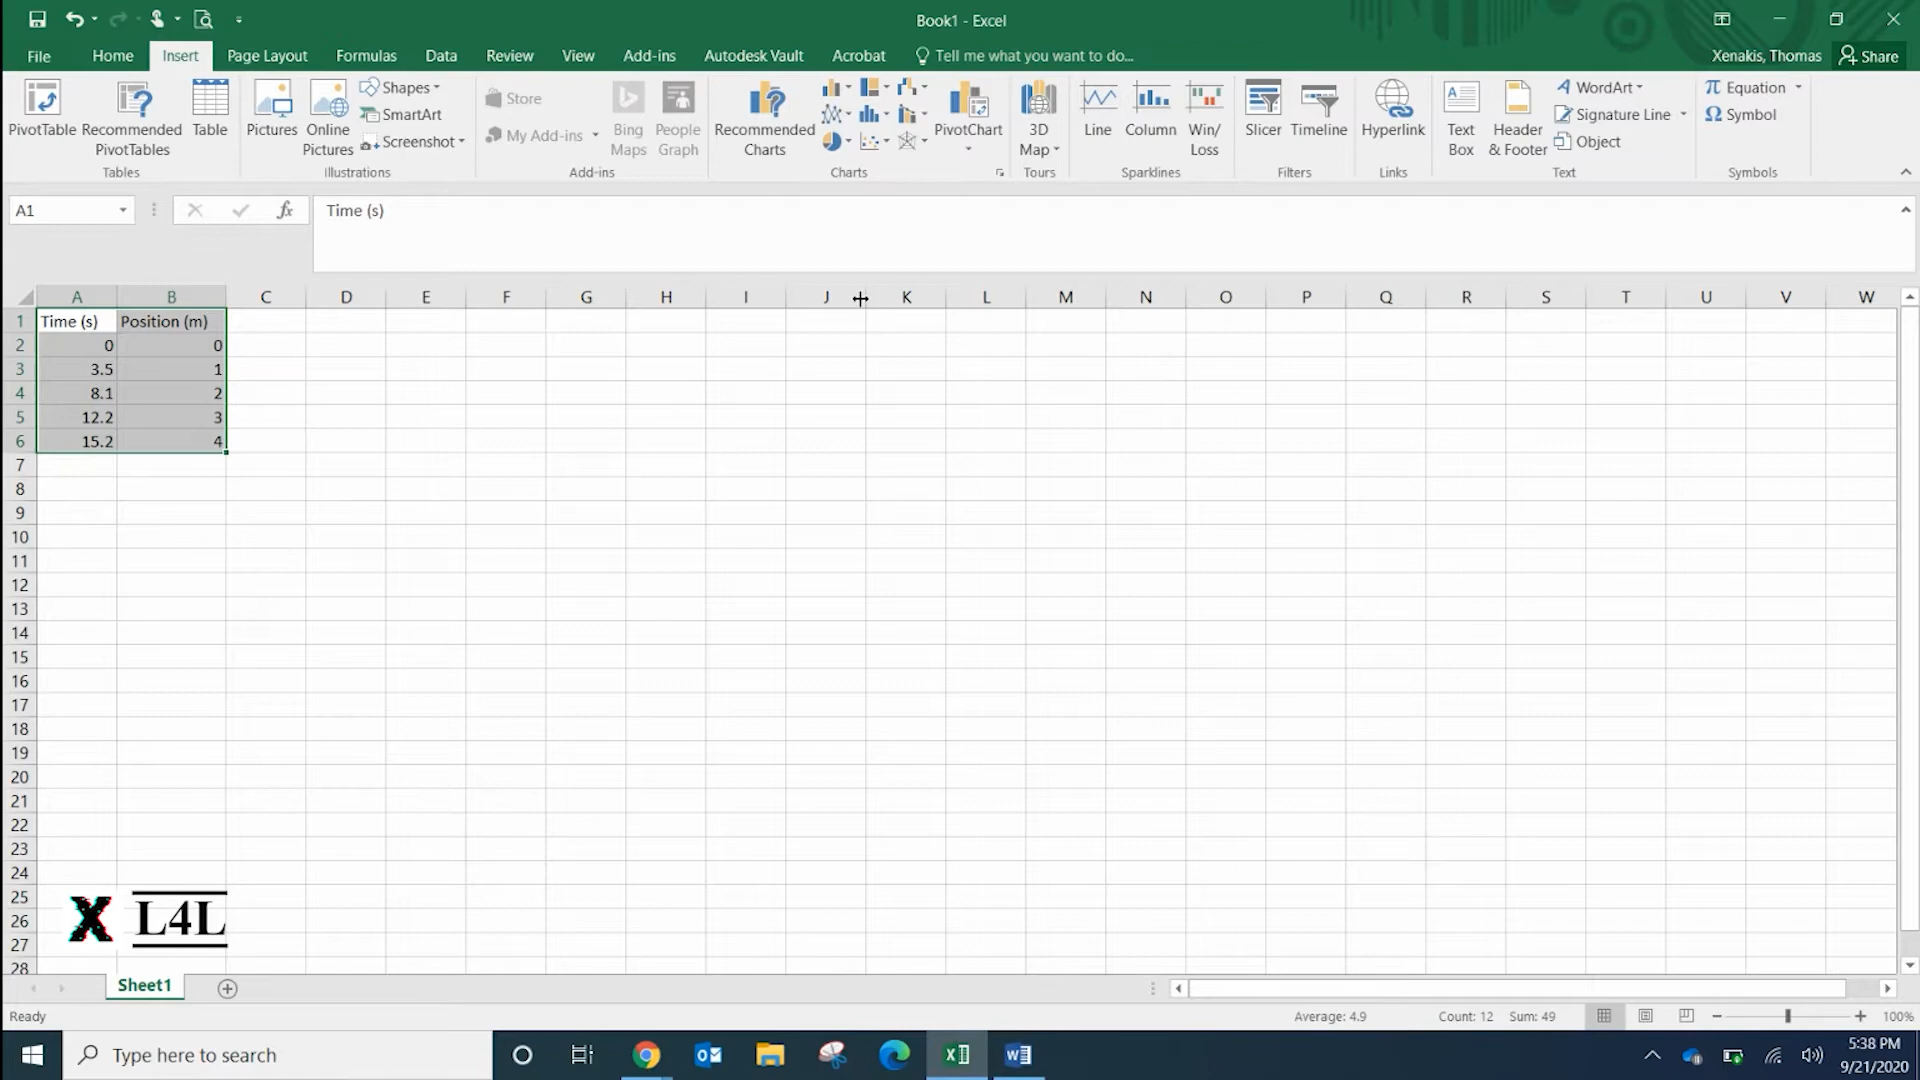 Book1 - Excel
File Home Insert Page Layout Formulas Data Review View Add-ins Autodesk Vault Acrobat Tell me what you want to do... Xenakis, Thomas Share
PivotTable
Recommended
PivotTables
Table
Tables
Pictures
Online
Pictures
Shapes
SmartArt
Screenshot
Illustrations
Store
My Add-ins
Bing
Maps
People
Graph
Add-ins
Recommended
Charts
PivotChart
Charts
3D
Map
Tours
Line
Column
Win/
Loss
Sparklines
Slicer
Timeline
Filters
Hyperlink
Links
Text
Box
Header
& Footer
WordArt
Signature Line
Object
Text
π Equation
Ω Symbol
Symbols
A1 fx Time (s)
A B C D E F G H I J K L M N O P Q R S T U V W
1 Time (s) Position (m)
2 0 0
3 3.5 1
4 8.1 2
5 12.2 3
6 15.2 4
7
8
9
10
11
12
13
14
15
16
17
18
19
20
21
22
23
24
25
26
27
28
X L4L
Sheet1
Ready Average: 4.9 Count: 12 Sum: 49 100%
Type here to search
5:38 PM
9/21/2020